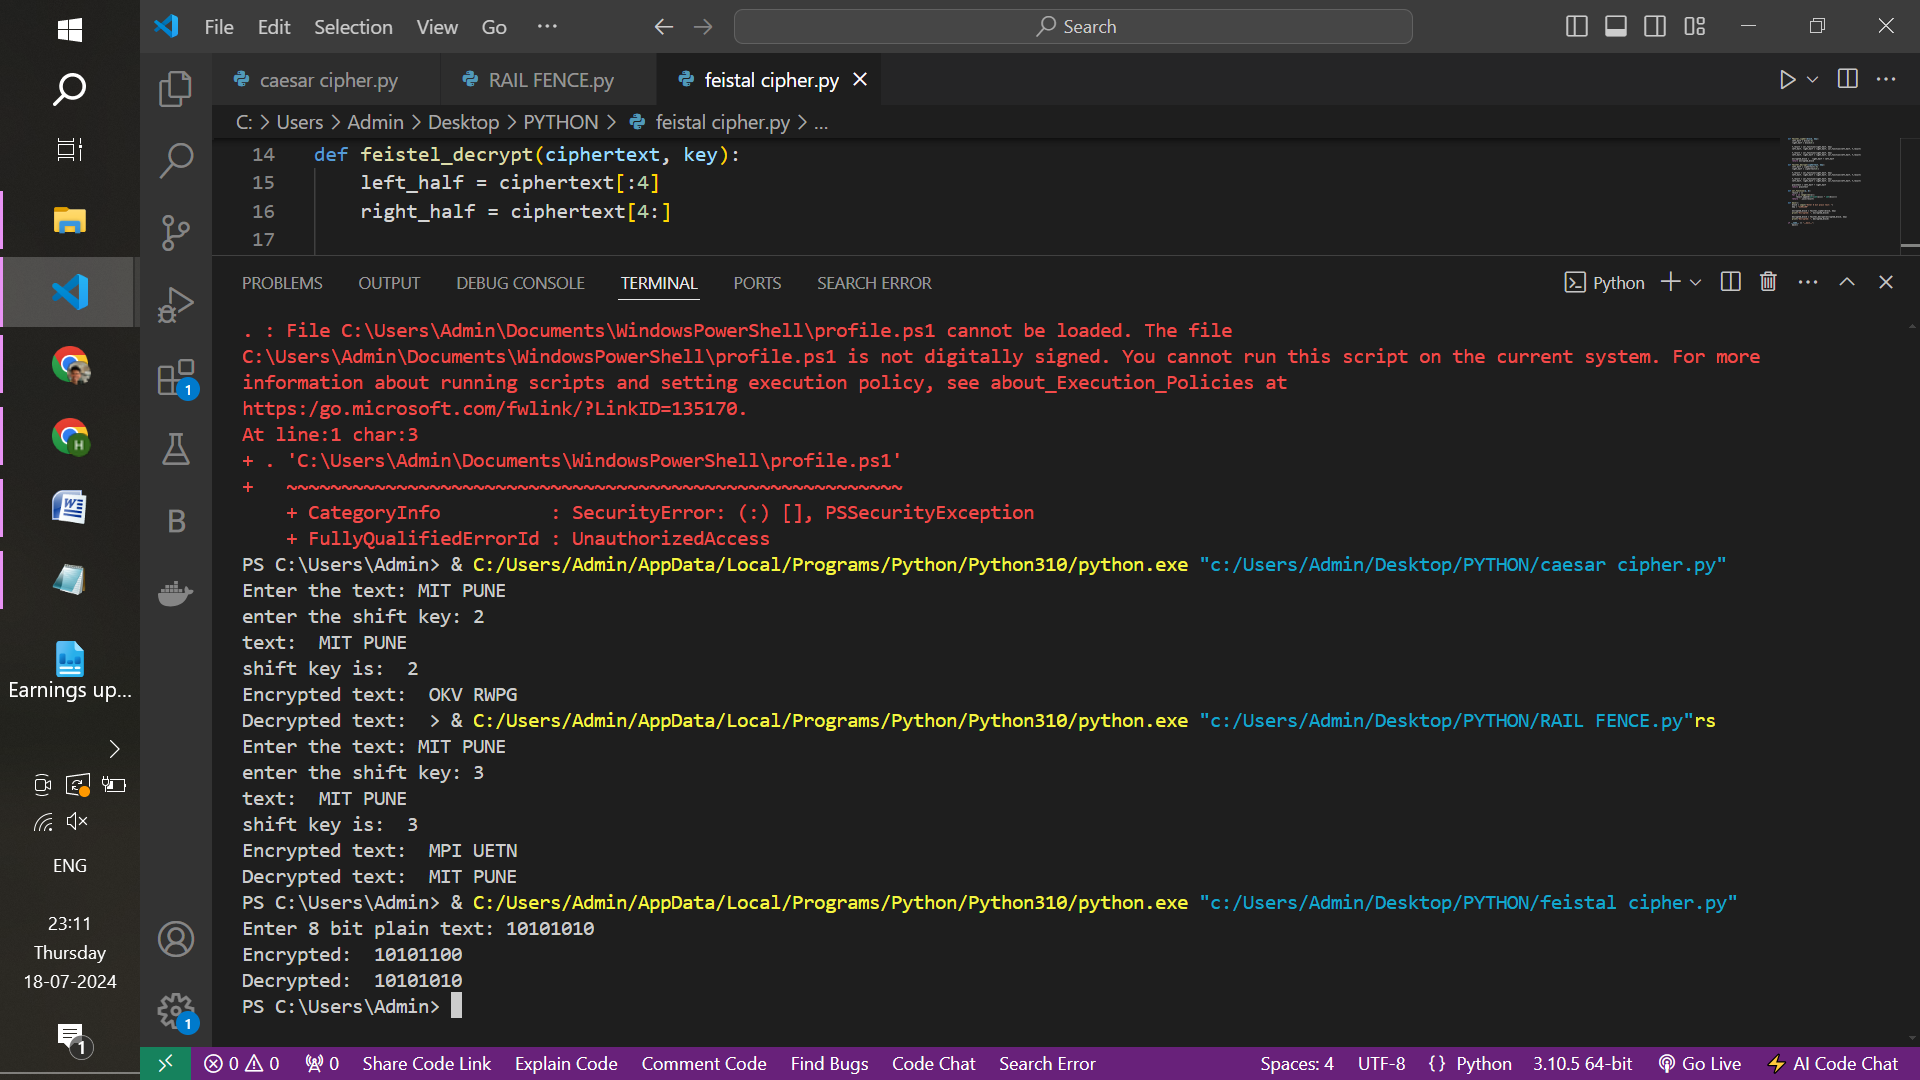 File Edit Selection View Go ···
Search
caesar cipher.py
RAIL FENCE.py
feistal cipher.py
C: > Users > Admin > Desktop > PYTHON > feistal cipher.py > ...
14 def feistel_decrypt(ciphertext, key):
15 left_half = ciphertext[:4]
16 right_half = ciphertext[4:]
17
PROBLEMS OUTPUT DEBUG CONSOLE TERMINAL PORTS SEARCH ERROR
Python
. : File C:\Users\Admin\Documents\WindowsPowerShell\profile.ps1 cannot be loaded. The file
C:\Users\Admin\Documents\WindowsPowerShell\profile.ps1 is not digitally signed. You cannot run this script on the current system. For more
information about running scripts and setting execution policy, see about_Execution_Policies at
https:/go.microsoft.com/fwlink/?LinkID=135170.
At line:1 char:3
+ . 'C:\Users\Admin\Documents\WindowsPowerShell\profile.ps1'
+   ~~~~~~~~~~~~~~~~~~~~~~~~~~~~~~~~~~~~~~~~~~~~~~~~~~~~~~~~
+ CategoryInfo          : SecurityError: (:) [], PSSecurityException
+ FullyQualifiedErrorId : UnauthorizedAccess
PS C:\Users\Admin> & C:/Users/Admin/AppData/Local/Programs/Python/Python310/python.exe "c:/Users/Admin/Desktop/PYTHON/caesar cipher.py"
Enter the text: MIT PUNE
enter the shift key: 2
text:  MIT PUNE
shift key is:  2
Encrypted text:  OKV RWPG
Decrypted text:  > & C:/Users/Admin/AppData/Local/Programs/Python/Python310/python.exe "c:/Users/Admin/Desktop/PYTHON/RAIL FENCE.py"rs
Enter the text: MIT PUNE
enter the shift key: 3
text:  MIT PUNE
shift key is:  3
Encrypted text:  MPI UETN
Decrypted text:  MIT PUNE
PS C:\Users\Admin> & C:/Users/Admin/AppData/Local/Programs/Python/Python310/python.exe "c:/Users/Admin/Desktop/PYTHON/feistal cipher.py"
Enter 8 bit plain text: 10101010
Encrypted:  10101100
Decrypted:  10101010
PS C:\Users\Admin>
1
B
1
H
W
Earnings up...
ENG
23:11
Thursday
18-07-2024
1
0 0 0 Share Code Link Explain Code Comment Code Find Bugs Code Chat Search Error
Spaces: 4 UTF-8 {} Python 3.10.5 64-bit Go Live AI Code Chat